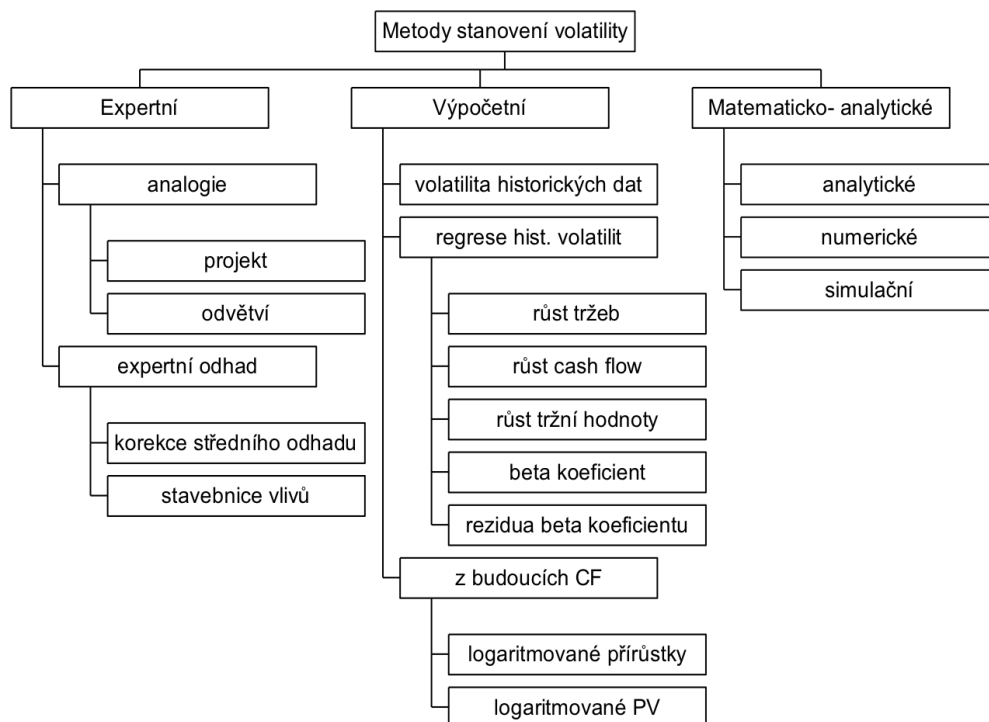 Metody stanovení volatility
Expertní
analogie
projekt
odvětví
expertní odhad
korekce středního odhadu
stavebnice vlivů
Výpočetní
volatilita historických dat
regrese hist. volatilit
růst tržeb
růst cash flow
růst tržní hodnoty
beta koeficient
rezidua beta koeficientu
z budoucích CF
logaritmované přírůstky
logaritmované PV
Matematicko- analytické
analytické
numerické
simulační